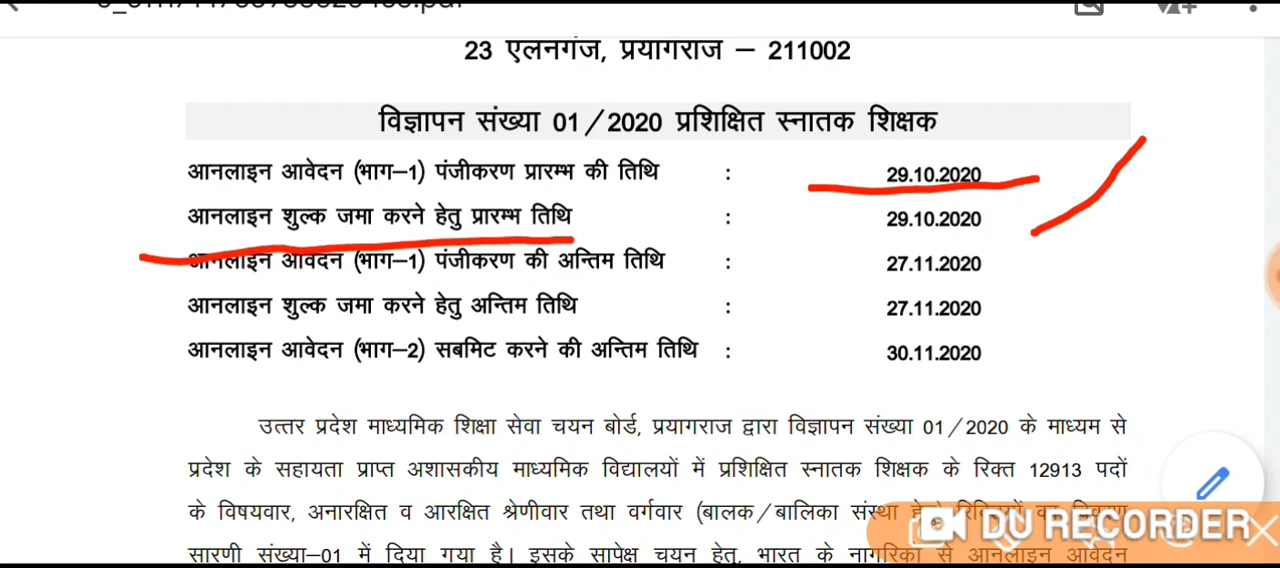 23 एलनगंज, प्रयागराज – 211002
विज्ञापन संख्या 01/2020 प्रशिक्षित स्नातक शिक्षक
आनलाइन आवेदन (भाग–1) पंजीकरण प्रारम्भ की तिथि : 29.10.2020
आनलाइन शुल्क जमा करने हेतु प्रारम्भ तिथि : 29.10.2020
आनलाइन आवेदन (भाग–1) पंजीकरण की अन्तिम तिथि : 27.11.2020
आनलाइन शुल्क जमा करने हेतु अन्तिम तिथि : 27.11.2020
आनलाइन आवेदन (भाग–2) सबमिट करने की अन्तिम तिथि : 30.11.2020
उत्तर प्रदेश माध्यमिक शिक्षा सेवा चयन बोर्ड, प्रयागराज द्वारा विज्ञापन संख्या 01/2020 के माध्यम से
प्रदेश के सहायता प्राप्त अशासकीय माध्यमिक विद्यालयों में प्रशिक्षित स्नातक शिक्षक के रिक्त 12913 पदों
के विषयवार, अनारक्षित व आरक्षित श्रेणीवार तथा वर्गवार (बालक/बालिका संस्था
सारणी संख्या–01 में दिया गया है। इसके सापेक्ष चयन हेतु, भारत के नागरिकों से आनलाइन आवेदन
DU RECORDER